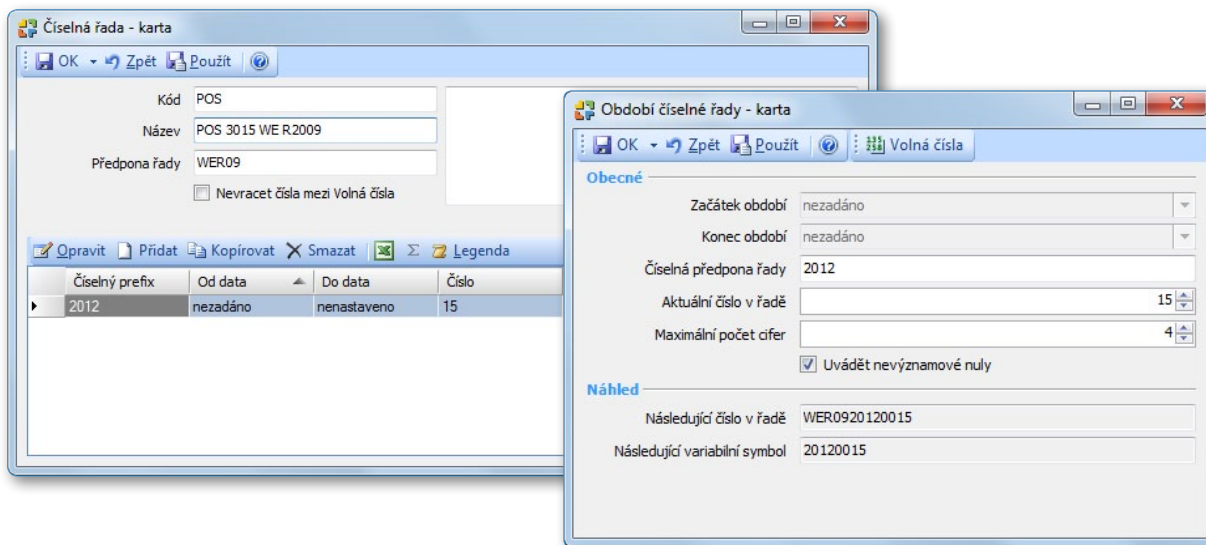 Číselná řada - karta
OK Zpět Použít
Kód POS
Název POS 3015 WE R2009
Předpona řady WER09
Nevracet čísla mezi Volná čísla
Opravit Přidat Kopírovat Smazat Σ Legenda
Číselný prefix Od data Do data Číslo
2012 nezadáno nenastaveno 15
Období číselné řady - karta
OK Zpět Použít Volná čísla
Obecné
Začátek období nezadáno
Konec období nezadáno
Číselná předpona řady 2012
Aktuální číslo v řadě 15
Maximální počet cifer 4
Uvádět nevýznamové nuly
Náhled
Následující číslo v řadě WER0920120015
Následující variabilní symbol 20120015